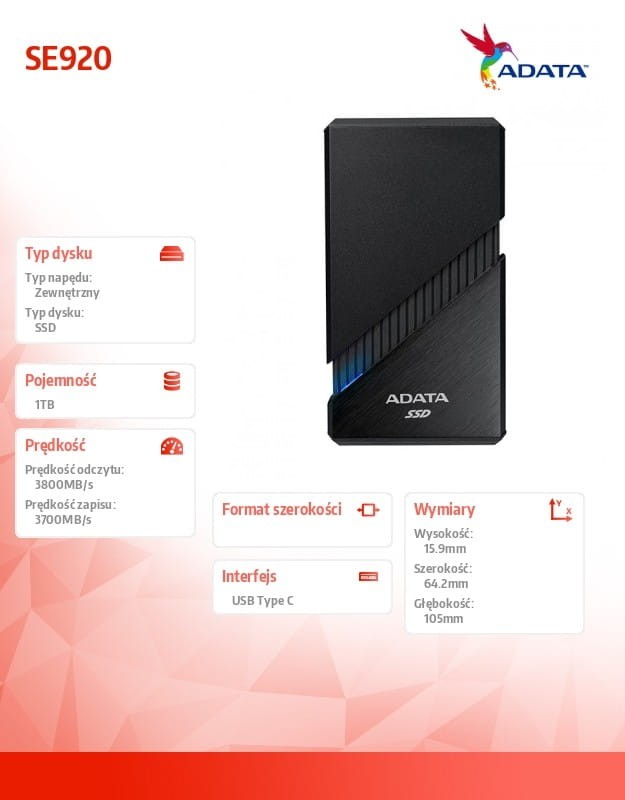 SE920
ADATA
Typ dysku
Typ napędu:
Zewnętrzny
Typ dysku:
SSD
Pojemność
1TB
Prędkość
Prędkość odczytu:
3800MB/s
Prędkość zapisu:
3700MB/s
ADATA
SSD
Format szerokości
Interfejs
USB Type C
Wymiary
Y
X
Wysokość:
15.9mm
Szerokość:
64.2mm
Głębokość:
105mm